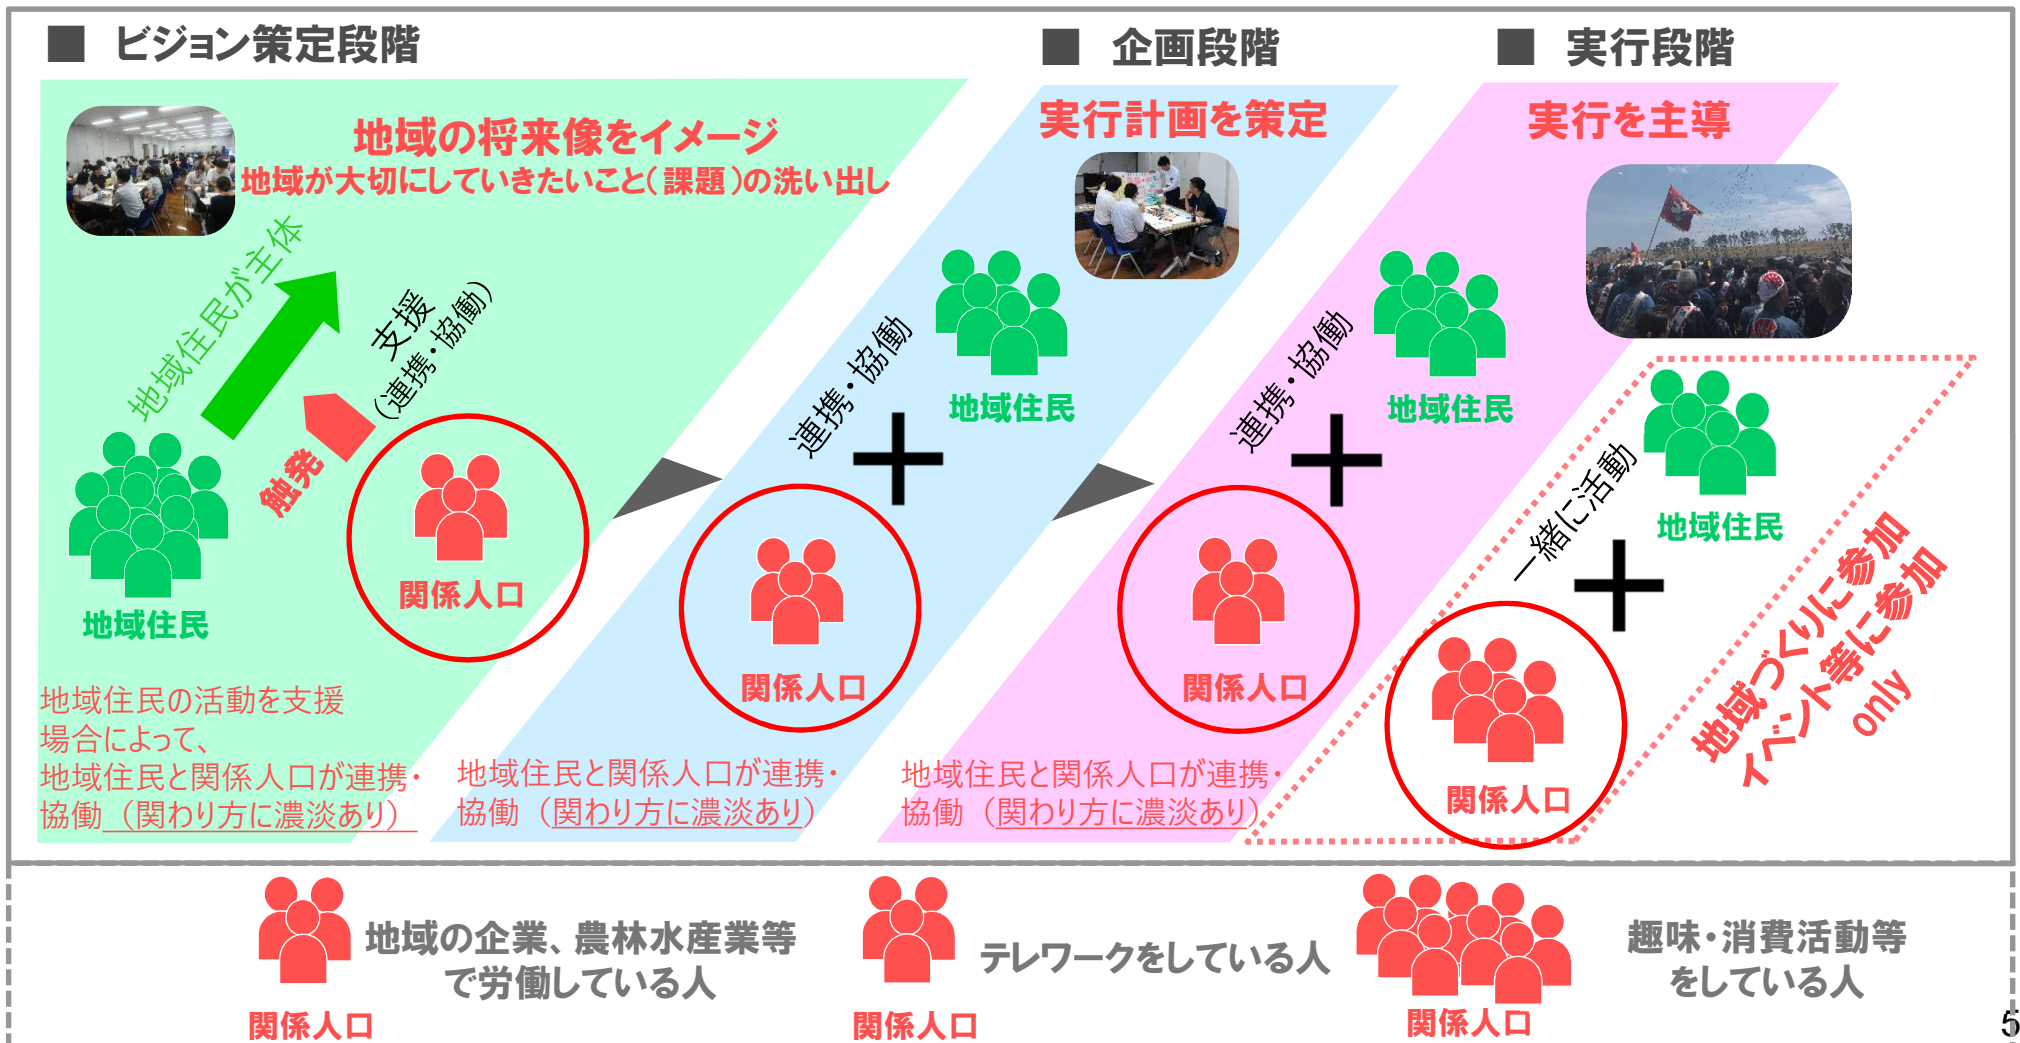 ■ ビジョン策定段階
地域の将来像をイメージ
地域が大切にしていきたいこと(課題)の洗い出し
地域住民が主体
支援
(連携・協働)
触発
地域住民
関係人口
地域住民の活動を支援
場合によって、
地域住民と関係人口が連携・
協働(関わり方に濃淡あり)
■ 企画段階
実行計画を策定
連携・協働
地域住民
関係人口
地域住民と関係人口が連携・
協働(関わり方に濃淡あり)
■ 実行段階
実行を主導
連携・協働
地域住民
関係人口
地域住民と関係人口が連携・
協働(関わり方に濃淡あり)
一緒に活動
地域住民
関係人口
地域づくりに参加
イベント等に参加
only
関係人口
地域の企業、農林水産業等
で労働している人
関係人口
テレワークをしている人
関係人口
趣味・消費活動等
をしている人
5